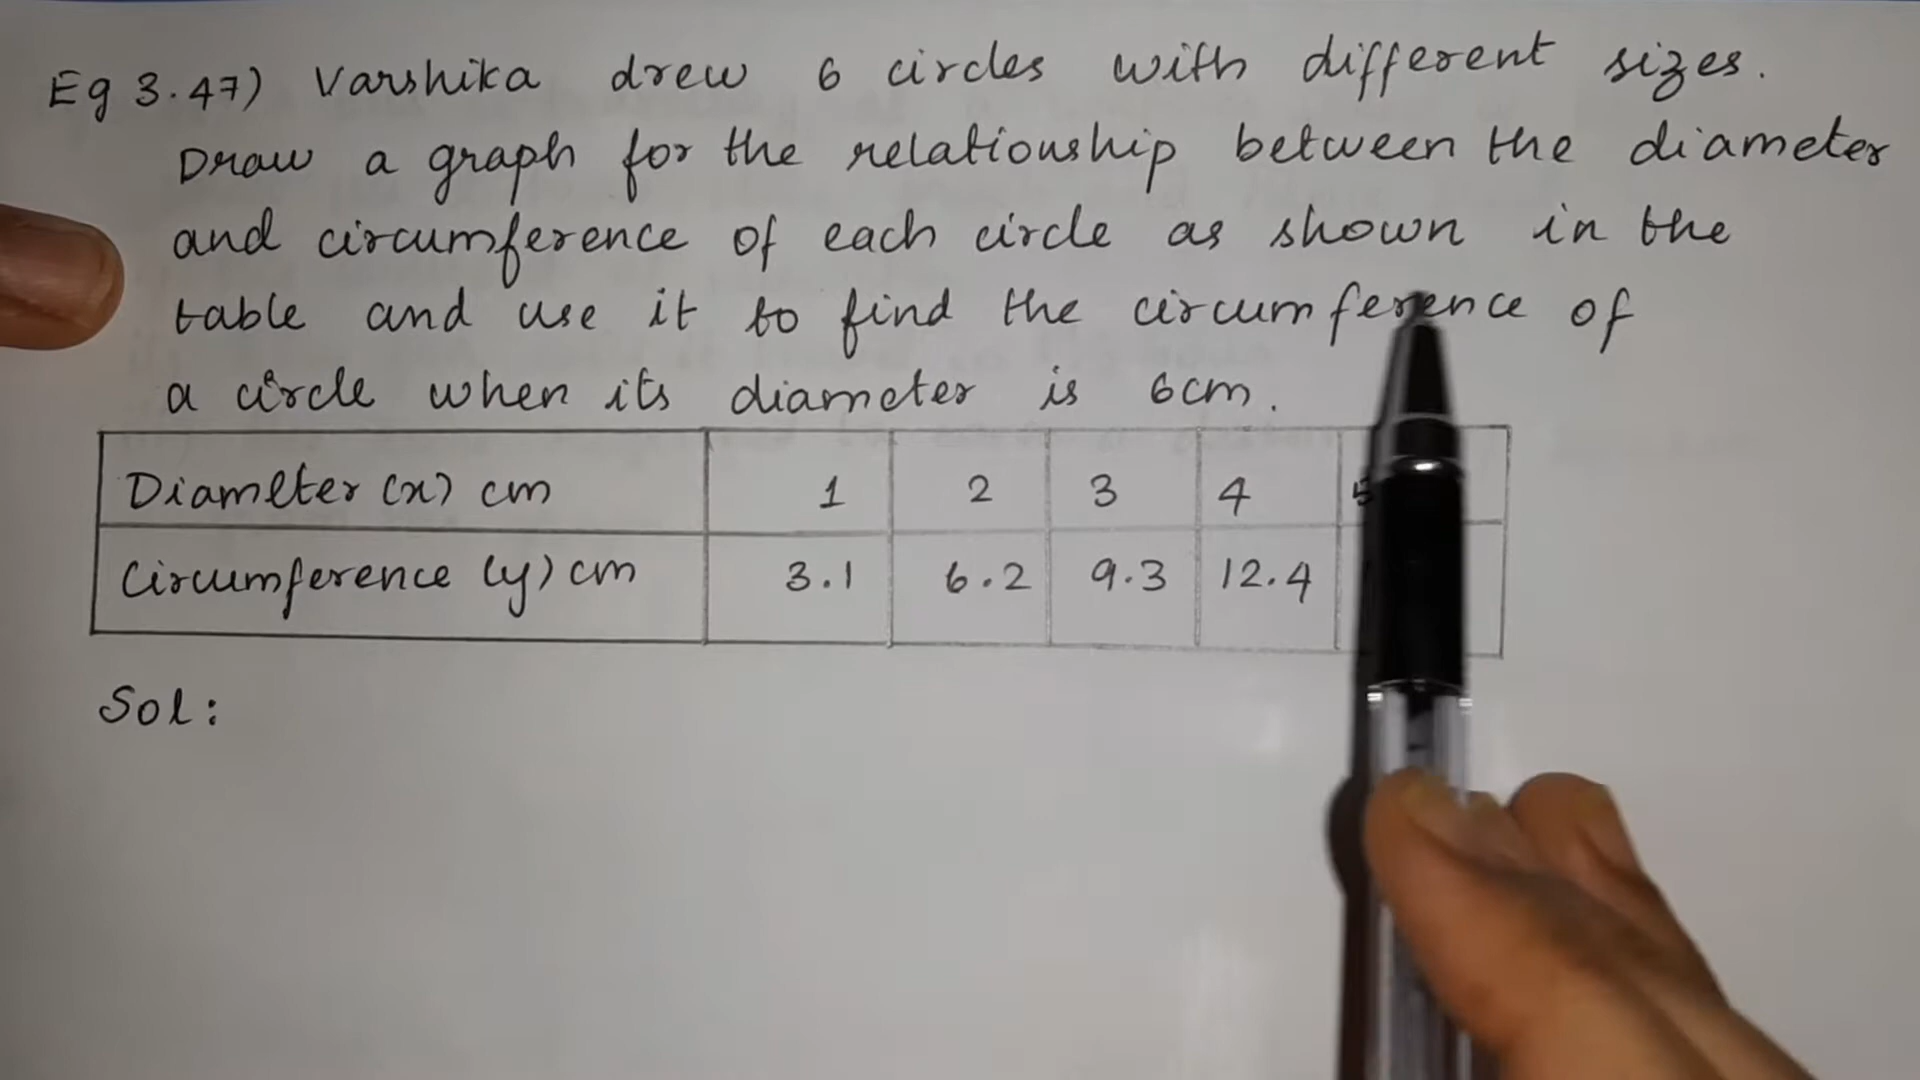 Eg 3.47) Varshika drew 6 circles with different sizes.
Draw a graph for the relationship between the diameter
and circumference of each circle as shown in the
table and use it to find the circumference of
a circle when its diameter is 6cm.
Diameter (x) cm 1 2 3 4 5
Circumference (y) cm 3.1 6.2 9.3 12.4
Sol: